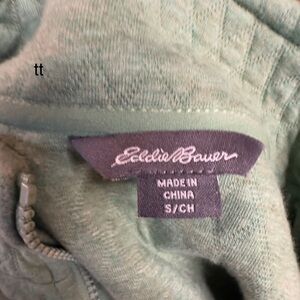 tt
Eddie Bauer
MADE IN
CHINA
S/CH